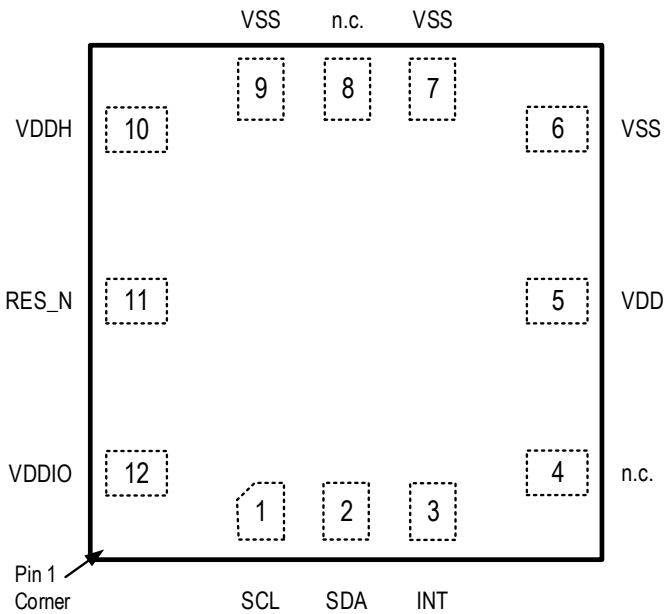 VSS n.c. VSS
9 8 7
VDDH 10 6 VSS
RES_N 11 5 VDD
VDDIO 12 4 n.c.
1 2 3
Pin 1
Corner
SCL SDA INT